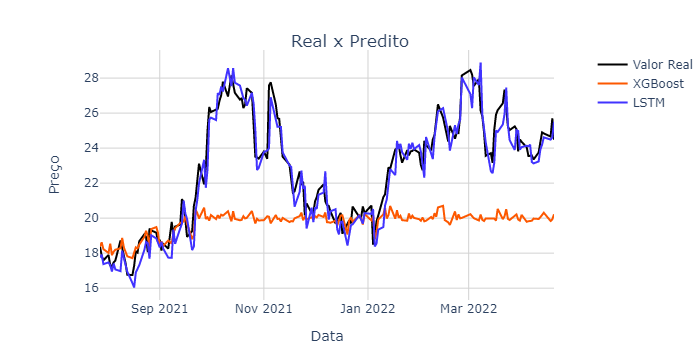 Real x Predito
Valor Real
XGBoost
LSTM
Preço
28
26
24
22
20
18
16
Sep 2021
Nov 2021
Jan 2022
Mar 2022
Data